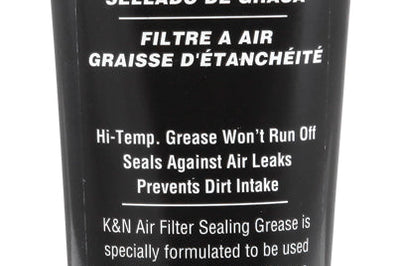 SELLADO DE GRASA
FILTRE A AIR
GRAISSE D'ÉTANCHÉITÉ
Hi-Temp. Grease Won't Run Off
Seals Against Air Leaks
Prevents Dirt Intake
K&N Air Filter Sealing Grease is
specially formulated to be used